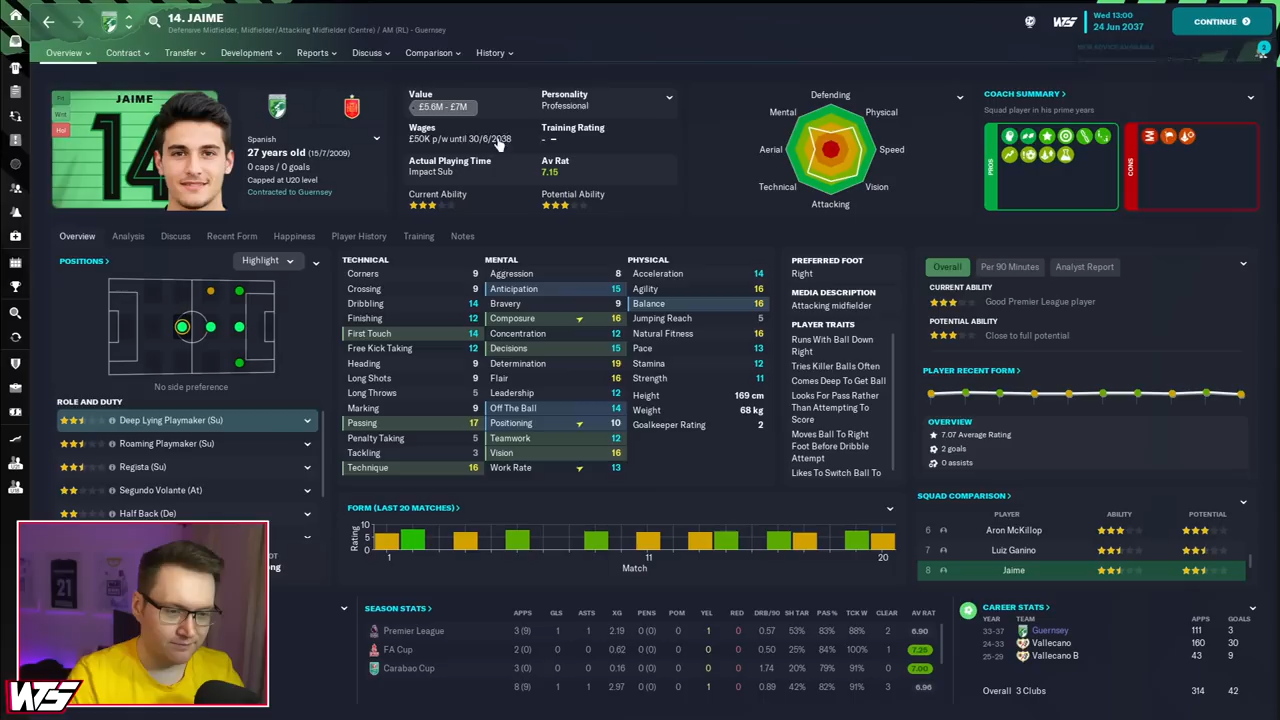 14. JAIME
Defensive Midfielder, Midfielder/Attacking Midfielder (Centre) / AM (RL) - Guernsey
WTS
Wed 13:00
24 Jun 2037
CONTINUE
Overview
Contract
Transfer
Development
Reports
Discuss
Comparison
History
2
Fit
Wnt
Hol
JAIME
14
Spanish
27 years old (15/7/2009)
0 caps / 0 goals
Capped at U20 level
Contracted to Guernsey
Value
£5.6M - £7M
Personality
Professional
Wages
£50K p/w until 30/6/2038
Training Rating
- –
Actual Playing Time
Impact Sub
Av Rat
7.15
Current Ability
Potential Ability
Defending
Physical
Speed
Vision
Attacking
Technical
Aerial
COACH SUMMARY >
Squad player in his prime years
PROS
CONS
Overview
Analysis
Discuss
Recent Form
Happiness
Player History
Training
Notes
POSITIONS >
Highlight
No side preference
ROLE AND DUTY
Deep Lying Playmaker (Su)
Roaming Playmaker (Su)
Regista (Su)
Segundo Volante (At)
Half Back (De)
TECHNICAL
Corners 9
Crossing 9
Dribbling 14
Finishing 12
First Touch 14
Free Kick Taking 12
Heading 9
Long Shots 9
Long Throws 5
Marking 9
Passing 17
Penalty Taking 5
Tackling 3
Technique 16
MENTAL
Aggression 8
Anticipation 15
Bravery 9
Composure 16
Concentration 12
Decisions 15
Determination 19
Flair 16
Leadership 12
Off The Ball 14
Positioning 10
Teamwork 12
Vision 16
Work Rate 13
PHYSICAL
Acceleration 14
Agility 16
Balance 16
Jumping Reach 5
Natural Fitness 16
Pace 13
Stamina 12
Strength 11
Height 169 cm
Weight 68 kg
Goalkeeper Rating 2
PREFERRED FOOT
Right
MEDIA DESCRIPTION
Attacking midfielder
PLAYER TRAITS
Runs With Ball Down
Right
Tries Killer Balls Often
Comes Deep To Get Ball
Looks For Pass Rather
Than Attempting To
Score
Moves Ball To Right
Foot Before Dribble
Attempt
Likes To Switch Ball To
Overall
Per 90 Minutes
Analyst Report
CURRENT ABILITY
Good Premier League player
POTENTIAL ABILITY
Close to full potential
PLAYER RECENT FORM >
OVERVIEW
7.07 Average Rating
2 goals
0 assists
SQUAD COMPARISON >
PLAYER ABILITY POTENTIAL
6 Aron McKillop
7 Luiz Ganino
8 Jaime
FORM (LAST 20 MATCHES) >
Rating
10
5
0
1 11 20
Match
21
WTS
SEASON STATS > APPS GLS ASTS XG PENS POM YEL RED DRB/90 SH TAR PAS % TCK W CLEAR AV RAT
Premier League 3 (9) 1 1 2.19 0 (0) 0 1 0 0.57 53% 83% 88% 2 6.90
FA Cup 2 (0) 0 0 0.62 0 (0) 0 0 0 0.50 25% 84% 100% 1 7.25
Carabao Cup 3 (0) 0 0 0.16 0 (0) 0 0 0 1.74 20% 79% 91% 0 7.00
8 (9) 1 1 2.97 0 (0) 0 1 0 0.89 42% 82% 91% 3 6.96
CAREER STATS >
YEAR TEAM APPS GOALS
33-37 Guernsey 111 3
24-33 Vallecano 160 30
25-29 Vallecano B 43 9
Overall 3 Clubs 314 42